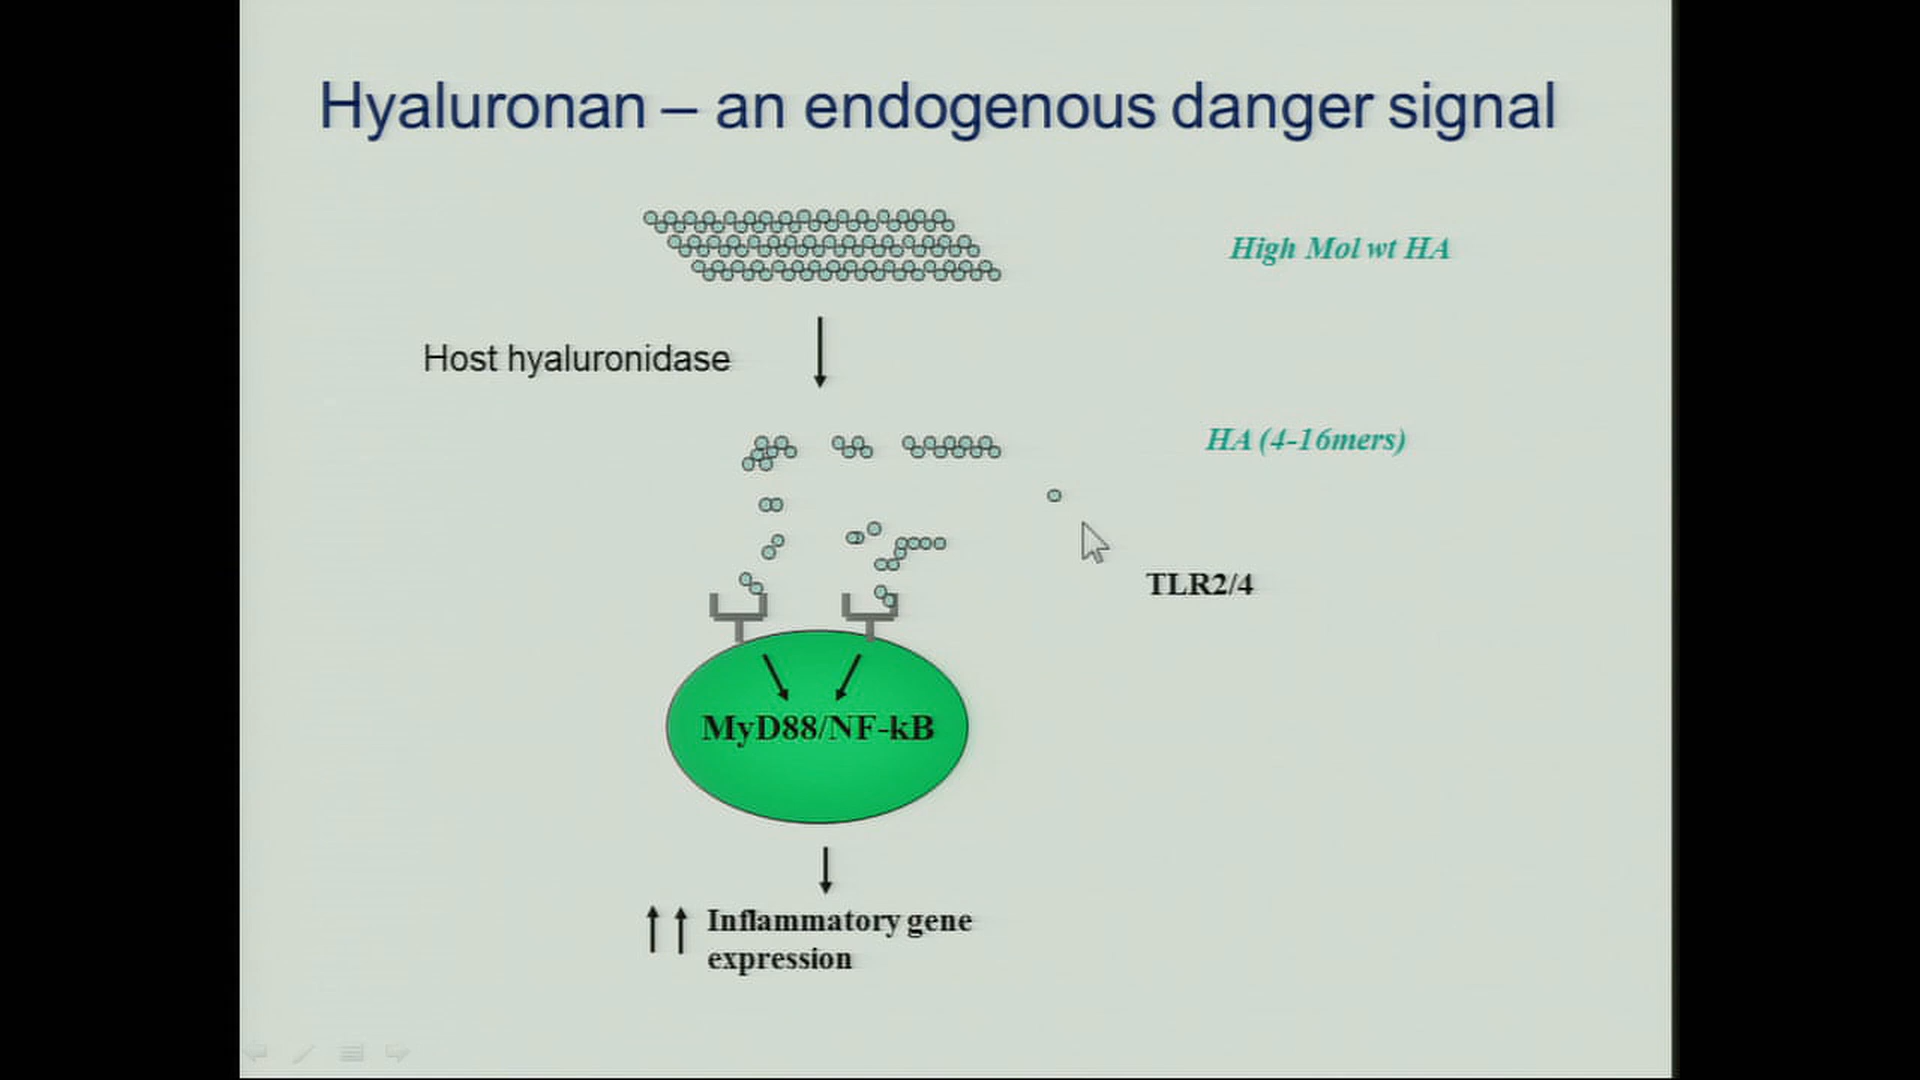 Hyaluronan – an endogenous danger signal
High Mol wt HA
Host hyaluronidase
HA (4-16mers)
TLR2/4
MyD88/NF-kB
Inflammatory gene
expression